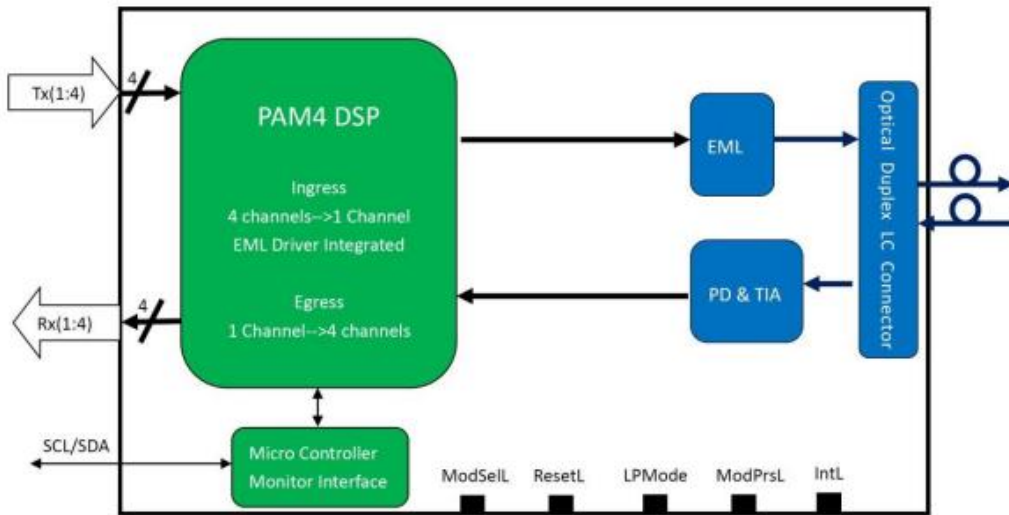 Tx(1:4)
4
PAM4 DSP
Ingress
4 channels-->1 Channel
EML Driver Integrated
Egress
1 Channel-->4 channels
EML
PD & TIA
Optical Duplex LC Connector
4
Rx(1:4)
SCL/SDA
Micro Controller
Monitor Interface
ModSelL
ResetL
LPMode
ModPrsL
IntL